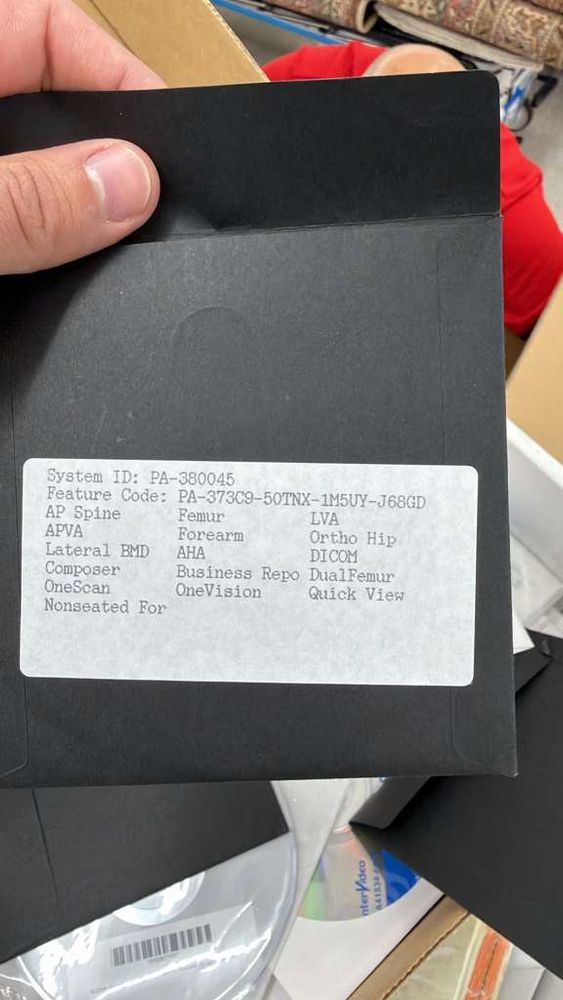 System ID: PA-380045
Feature Code: PA-373C9-50TNX-1M5UY-J68GD
AP Spine Femur LVA
APVA Forearm Ortho Hip
Lateral BMD AHA DICOM
Composer Business Repo DualFemur
OneScan OneVision Quick View
Nonseated For
nterVideo